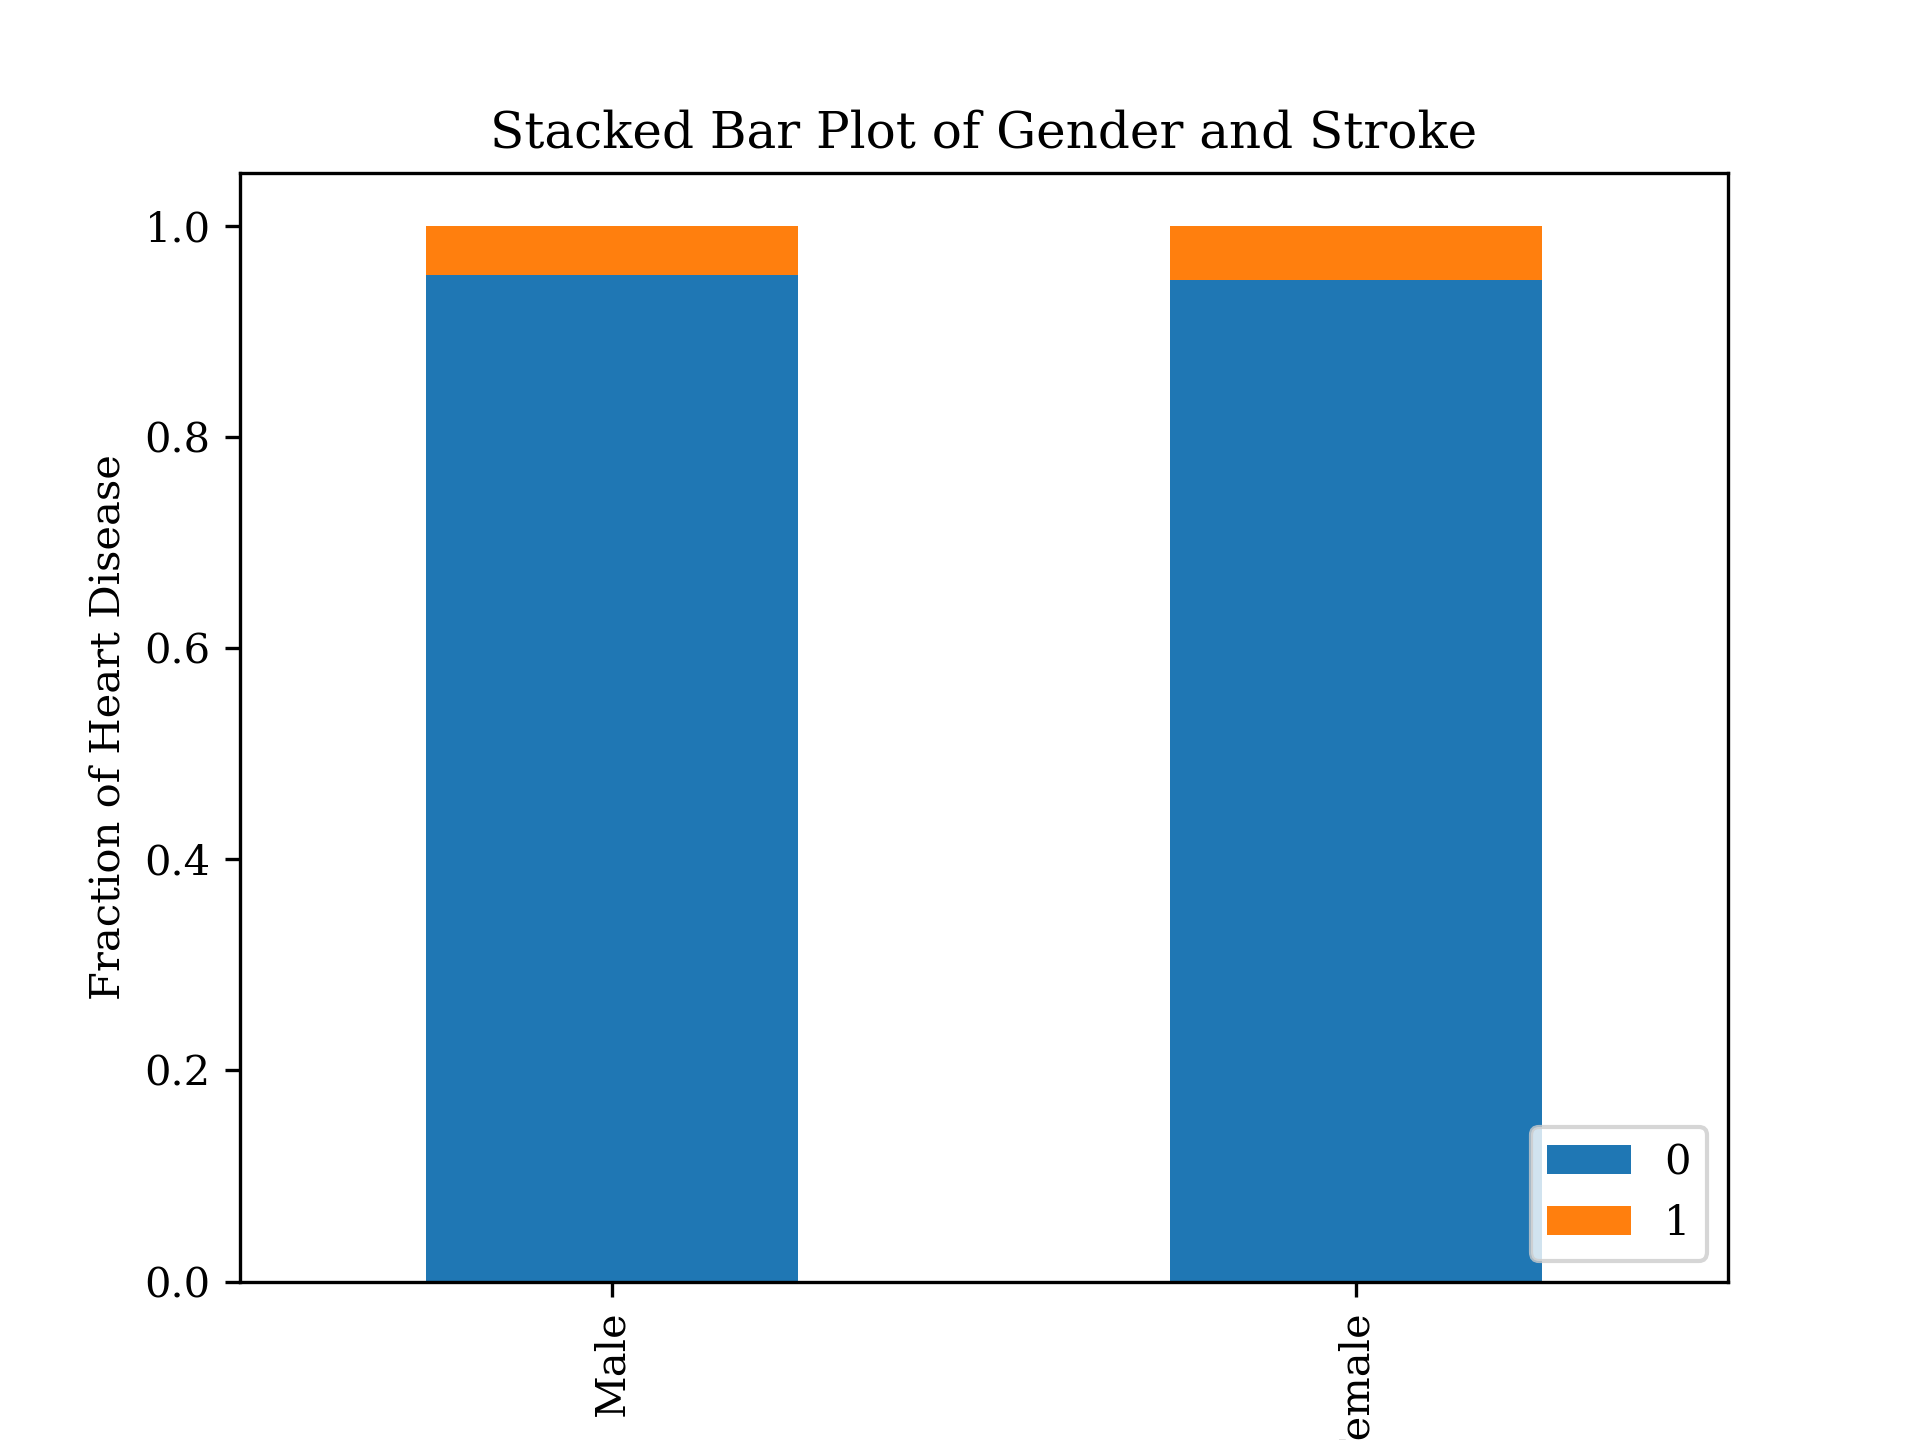 Stacked Bar Plot of Gender and Stroke
Fraction of Heart Disease
1.0
0.8
0.6
0.4
0.2
0.0
0
1
Male
emale